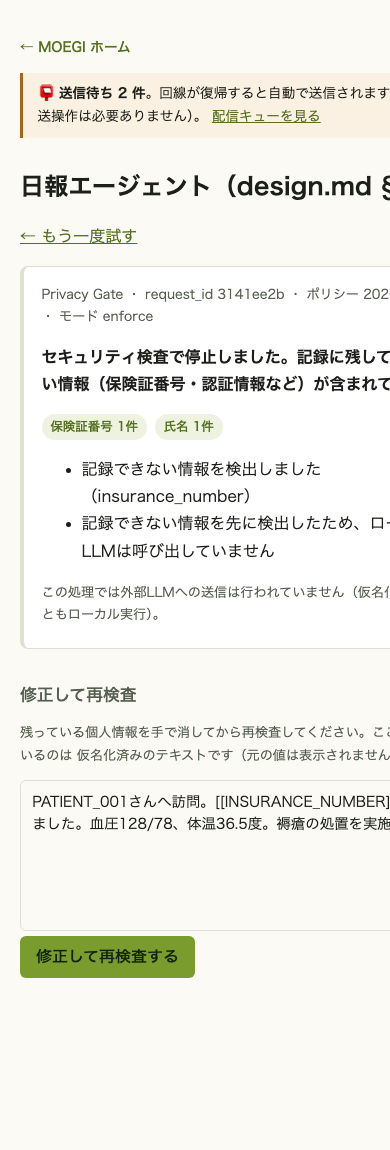 ← MOEGI ホーム
📮 送信待ち 2 件。回線が復帰すると自動で送信されます
送操作は必要ありません)。 配信キューを見る
日報エージェント（design.md §
← もう一度試す
Privacy Gate ・ request_id 3141ee2b ・ ポリシー 202
・ モード enforce
セキュリティ検査で停止しました。記録に残して
い情報（保険証番号・認証情報など）が含まれて
保険証番号 1件 氏名 1件
• 記録できない情報を検出しました
（insurance_number）
• 記録できない情報を先に検出したため、ロー
LLMは呼び出していません
この処理では外部LLMへの送信は行われていません（仮名化
ともローカル実行)。
修正して再検査
残っている個人情報を手で消してから再検査してください。ここ
いるのは 仮名化済みのテキストです（元の値は表示されません
PATIENT_001さんへ訪問。[[INSURANCE_NUMBER]
ました。血圧128/78、体温36.5度。褥瘡の処置を実施
修正して再検査する